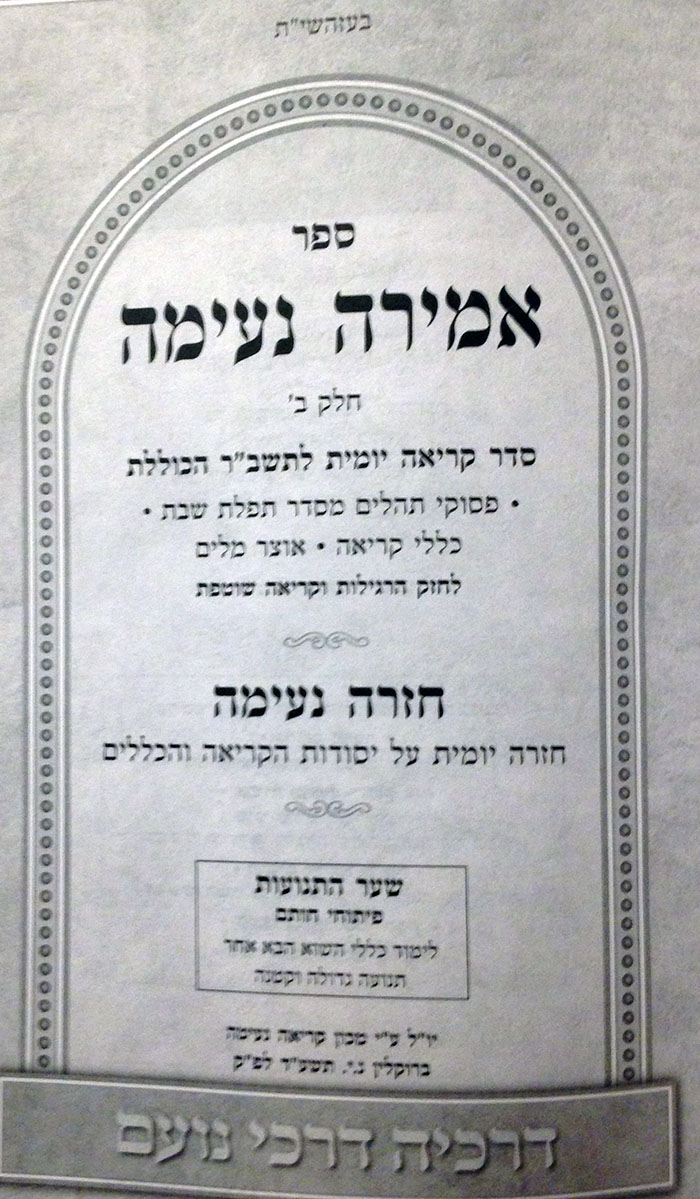 בעזהשי"ת
ספר
אמירה נעימה
חלק ב'
סדר קריאה יומית לתשב"ר הכוללת
• פסוקי תהלים מסדר תפלת שבת •
כללי קריאה • אוצר מלים
לחזק הרגילות וקריאה שוטפת
חזרה נעימה
חזרה יומית על יסודות הקריאה והכללים
שער התנועות
פיתוחי חותם
לימוד כללי השוא הבא אחר
תנועה גדולה וקטנה
יו"ל ע"י מכון קריאה נעימה
ברוקלין נ.י. תשע"ד לפ"ק
דרכיה דרכי נועם